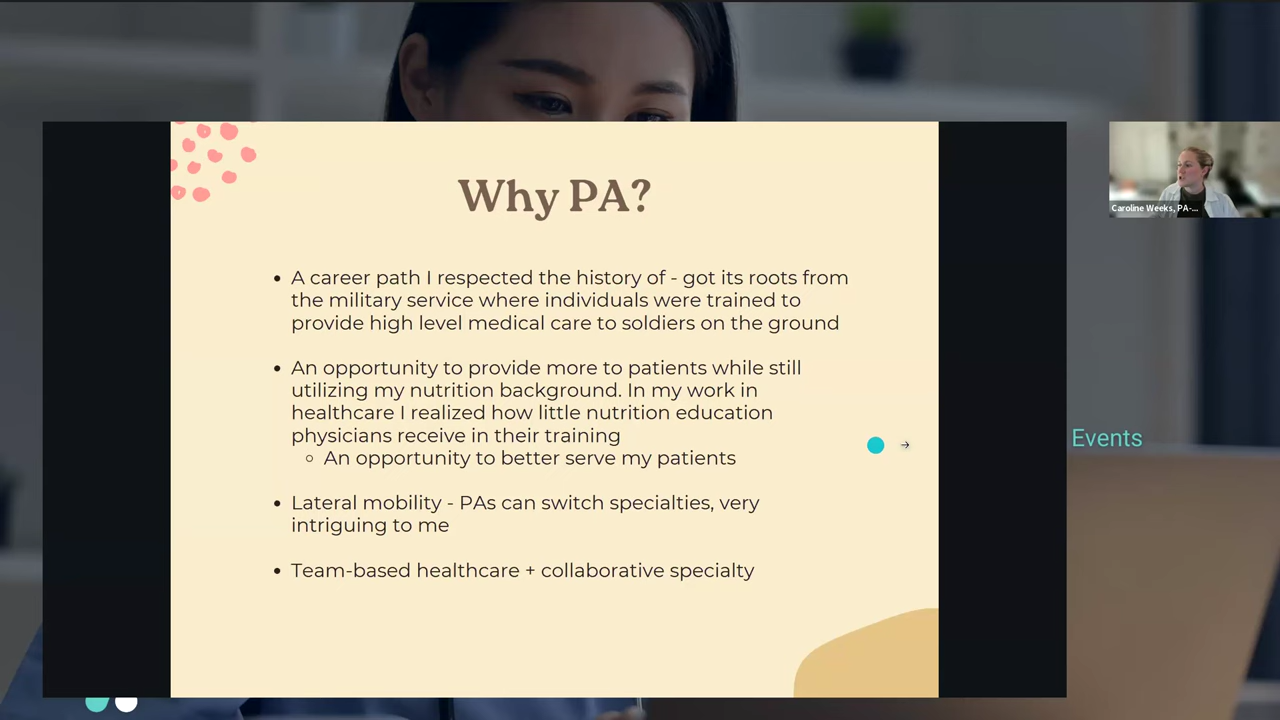 Why PA?
• A career path I respected the history of - got its roots from
the military service where individuals were trained to
provide high level medical care to soldiers on the ground
• An opportunity to provide more to patients while still
utilizing my nutrition background. In my work in
healthcare I realized how little nutrition education
physicians receive in their training
○ An opportunity to better serve my patients
• Lateral mobility - PAs can switch specialties, very
intriguing to me
• Team-based healthcare + collaborative specialty
Caroline Weeks, PA-...
Events